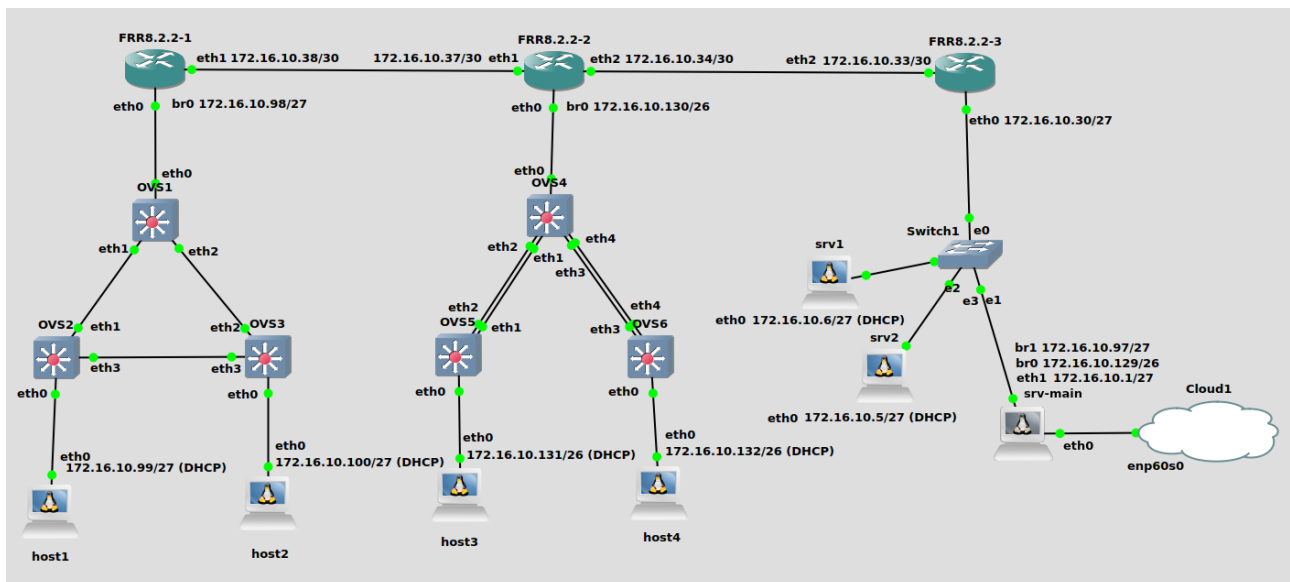 FRR8.2.2-1
FRR8.2.2-2
FRR8.2.2-3
eth1 172.16.10.38/30
172.16.10.37/30
eth1
eth2 172.16.10.34/30
eth2
172.16.10.33/30
eth0
br0 172.16.10.98/27
eth0
br0 172.16.10.130/26
eth0 172.16.10.30/27
eth0
OVS1
eth0
OVS4
eth1
eth2
eth2
eth1
eth4
eth3
srv1
Switch1
e0
e2
e3
e1
eth0 172.16.10.6/27 (DHCP)
OVS2
eth1
eth2
OVS3
eth2
OVS5
eth1
eth4
eth3
OVS6
srv2
eth3
eth3
br1 172.16.10.97/27
br0 172.16.10.129/26
eth1 172.16.10.1/27
srv-main
Cloud1
eth0
eth0
eth0
eth0
eth0 172.16.10.5/27 (DHCP)
eth0
enp60s0
eth0
172.16.10.99/27 (DHCP)
eth0
172.16.10.100/27 (DHCP)
eth0
172.16.10.131/26 (DHCP)
eth0
172.16.10.132/26 (DHCP)
host1
host2
host3
host4